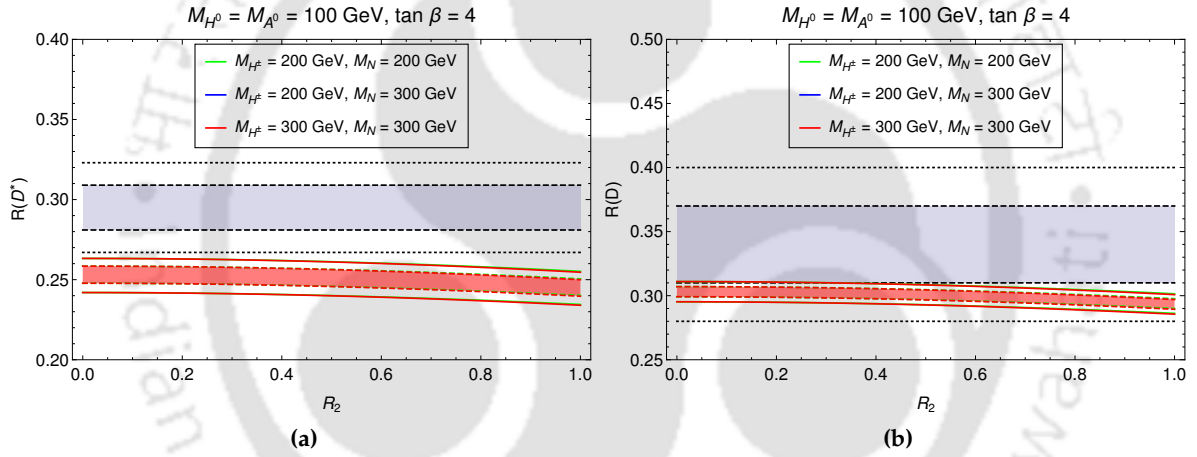 M_{H^0} = M_{A^0} = 100 GeV, tan β = 4
0.40
M_{H^±} = 200 GeV, M_N = 200 GeV
M_{H^±} = 200 GeV, M_N = 300 GeV
M_{H^±} = 300 GeV, M_N = 300 GeV
0.35
0.30
0.25
0.20
R(D*)
0.0 0.2 0.4 0.6 0.8 1.0
R_2
(a)
M_{H^0} = M_{A^0} = 100 GeV, tan β = 4
0.50
M_{H^±} = 200 GeV, M_N = 200 GeV
M_{H^±} = 200 GeV, M_N = 300 GeV
M_{H^±} = 300 GeV, M_N = 300 GeV
0.45
0.40
0.35
0.30
0.25
R(D)
0.0 0.2 0.4 0.6 0.8 1.0
R_2
(b)
Indian
wahati